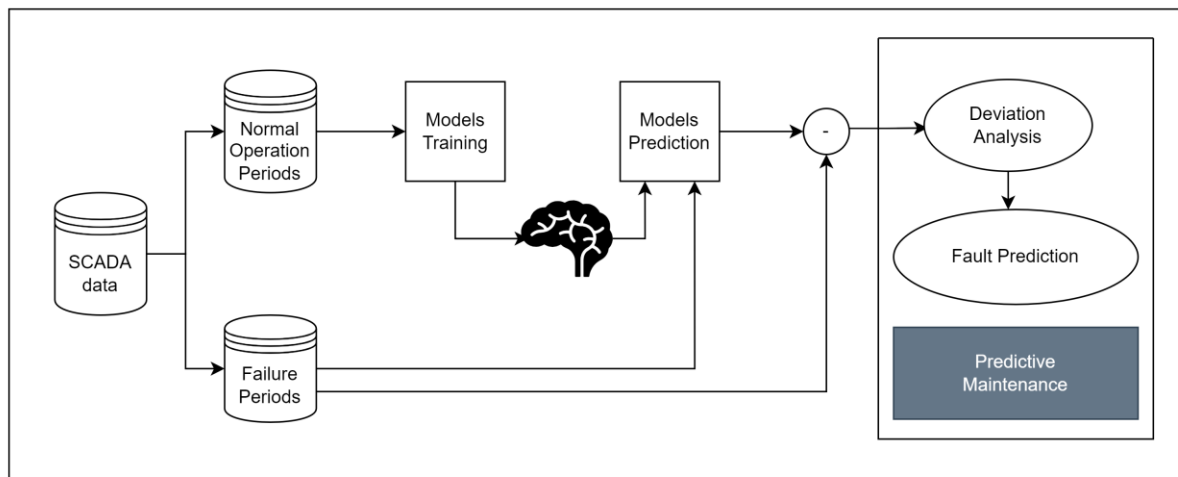 SCADA
data
Normal
Operation
Periods
Failure
Periods
Models
Training
Models
Prediction
-
Deviation
Analysis
Fault Prediction
Predictive
Maintenance